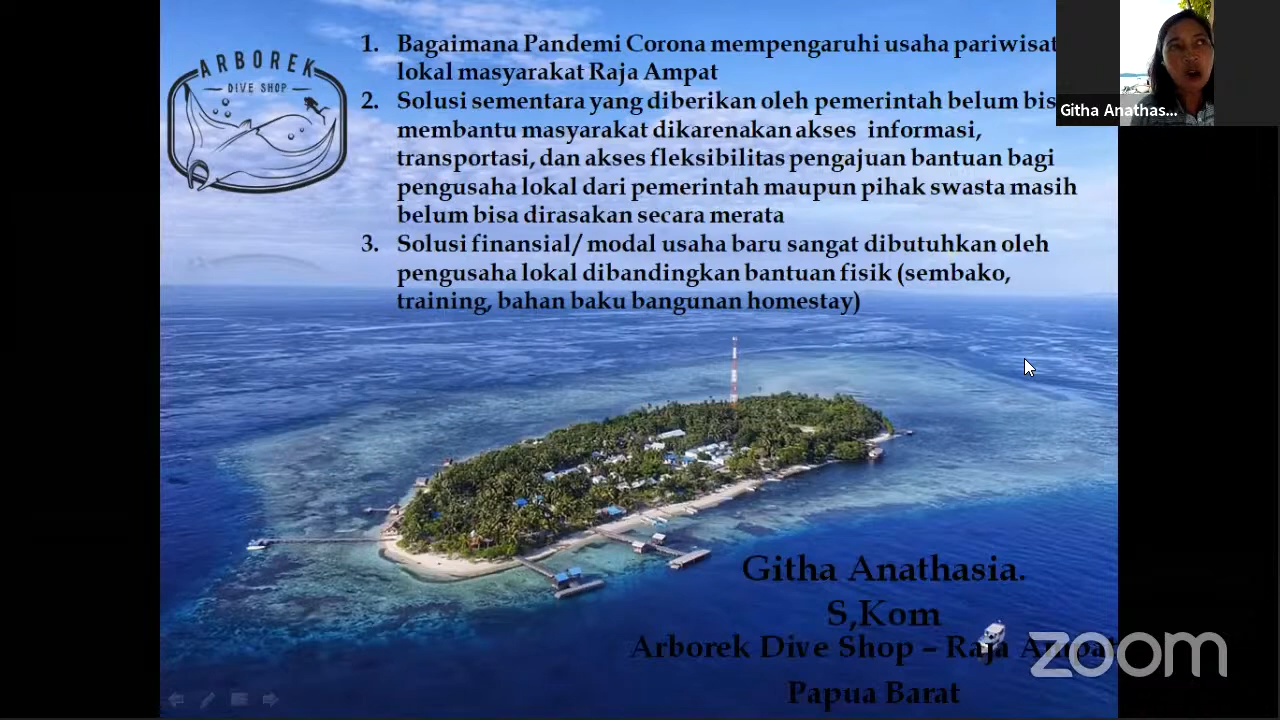 ARBOREK
DIVE SHOP
1. Bagaimana Pandemi Corona mempengaruhi usaha pariwisat
lokal masyarakat Raja Ampat
2. Solusi sementara yang diberikan oleh pemerintah belum bis
membantu masyarakat dikarenakan akses informasi,
transportasi, dan akses fleksibilitas pengajuan bantuan bagi
pengusaha lokal dari pemerintah maupun pihak swasta masih
belum bisa dirasakan secara merata
3. Solusi finansial/ modal usaha baru sangat dibutuhkan oleh
pengusaha lokal dibandingkan bantuan fisik (sembako,
training, bahan baku bangunan homestay)
Githa Anathas...
Githa Anathasia.
S,Kom
Arborek Dive Shop – Raja Ampat
Papua Barat
zoom